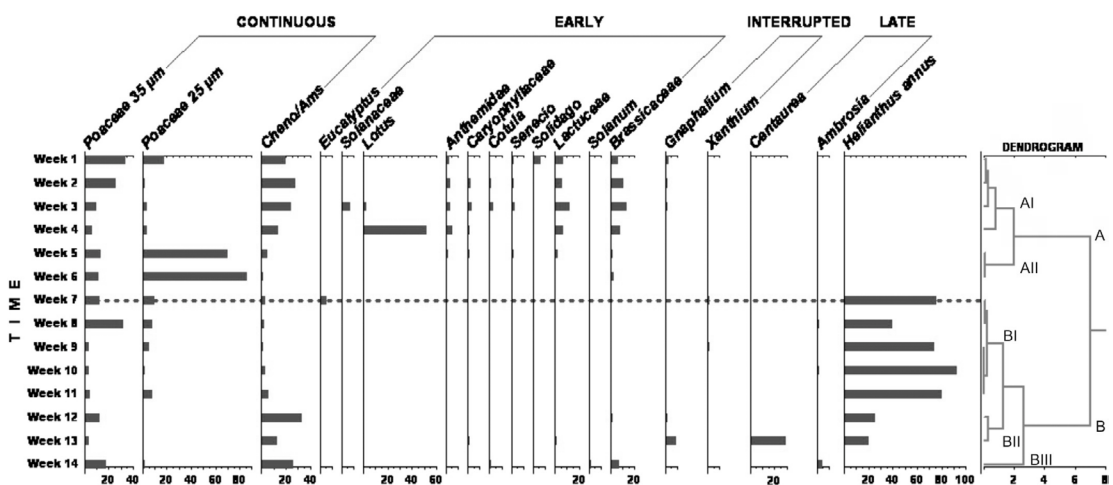 CONTINUOUS EARLY INTERRUPTED LATE
Poaceae 35 µm
Poaceae 25 µm
Cheno/Ams
Eucalyptus
Solanaceae
Lotus
Anthemidae
Caryophyllaceae
Cotula
Senecio
Solidago
Lactuceae
Solanum
Brassicaceae
Gnaphalium
Xanthium
Centaurea
Ambrosia
Helianthus annus
DENDROGRAM
TIME
Week 1
Week 2
Week 3
Week 4
Week 5
Week 6
Week 7
Week 8
Week 9
Week 10
Week 11
Week 12
Week 13
Week 14
AI
A
AII
BI
B
BII
BIII
20 40 20 40 60 80 20 40 60 20 40 60 20 20 20 20 40 60 80 100 2 4 6 8